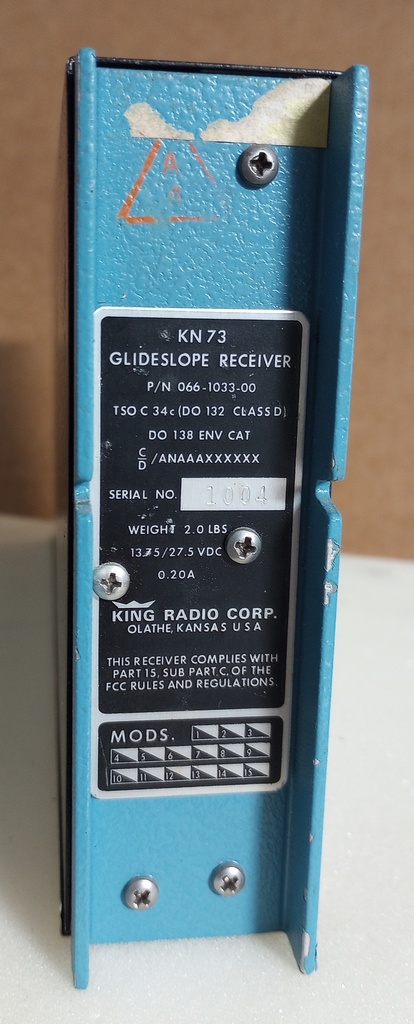 A
KN 73
GLIDESLOPE RECEIVER
P/N 066-1033-00
TSO C 34c (DO 132 CLASS D)
DO 138 ENV CAT
C/D /ANAAAXXXXXX
SERIAL NO. 1004
WEIGHT 2.0 LBS
13.75/27.5 VDC
0.20A
KING RADIO CORP.
OLATHE, KANSAS U S A
THIS RECEIVER COMPLIES WITH
PART 15, SUB PART C, OF THE
FCC RULES AND REGULATIONS.
MODS. 1 2 3
4 5 6 7 8 9
10 11 12 13 14 15